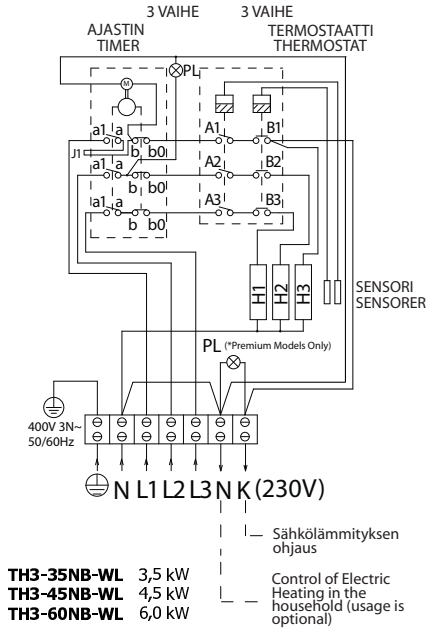 3 VAIHE 3 VAIHE
AJASTIN
TIMER
TERMOSTAATTI
THERMOSTAT
PL
M
a1 a
J1
b b0
A1 B1
a1 a
b b0
A2 B2
a1 a
b b0
A3 B3
H1 H2 H3
SENSORI
SENSORER
PL (*Premium Models Only)
400V 3N~
50/60Hz
N L1 L2 L3 N K (230V)
Sähkölämmityksen
ohjaus
Control of Electric
Heating in the
household (usage is
optional)
TH3-35NB-WL 3,5 kW
TH3-45NB-WL 4,5 kW
TH3-60NB-WL 6,0 kW